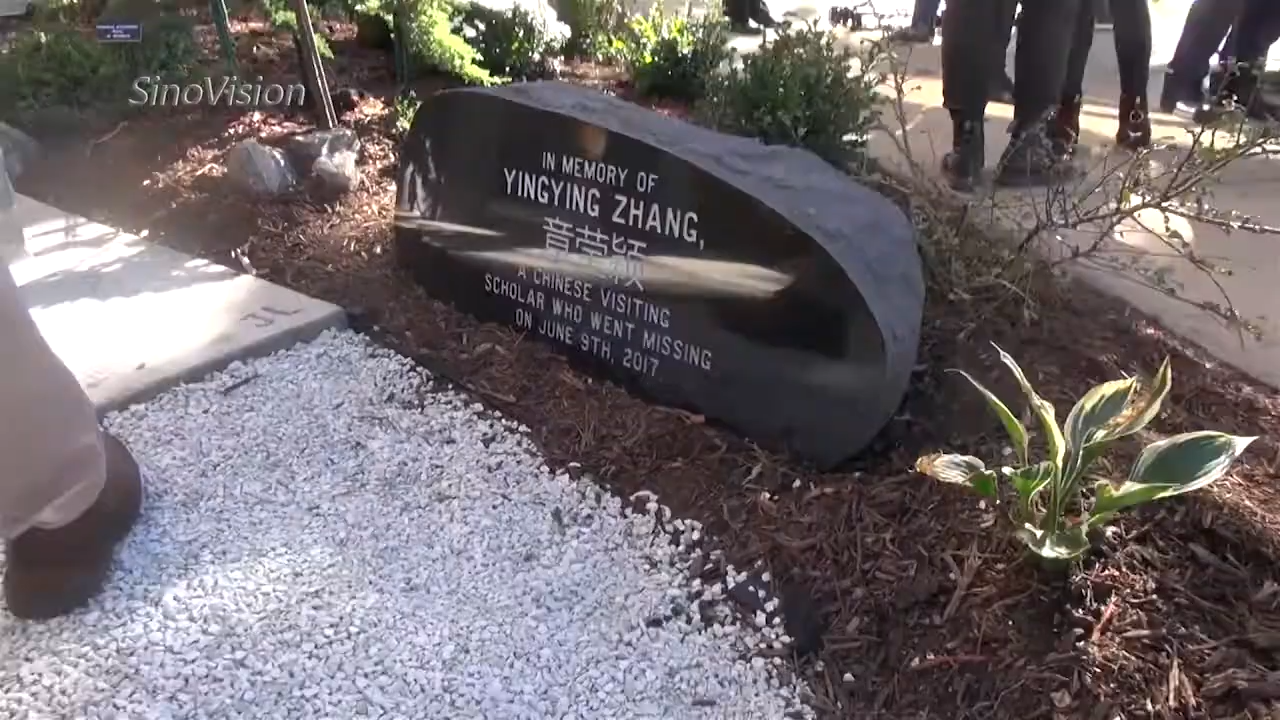 SinoVision
IN MEMORY OF
YINGYING ZHANG,
章莹颖
A CHINESE VISITING
SCHOLAR WHO WENT MISSING
ON JUNE 9TH, 2017
JL